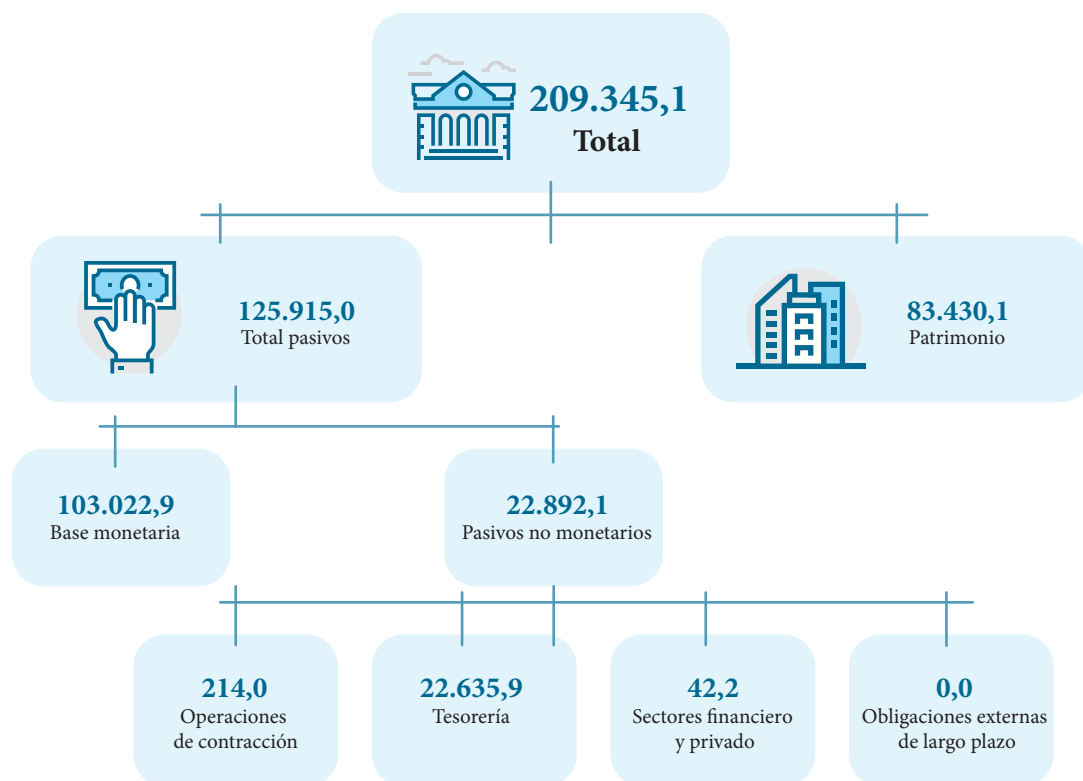 209.345,1
Total
125.915,0
Total pasivos
83.430,1
Patrimonio
103.022,9
Base monetaria
22.892,1
Pasivos no monetarios
214,0
Operaciones
de contracción
22.635,9
Tesorería
42,2
Sectores financiero
y privado
0,0
Obligaciones externas
de largo plazo